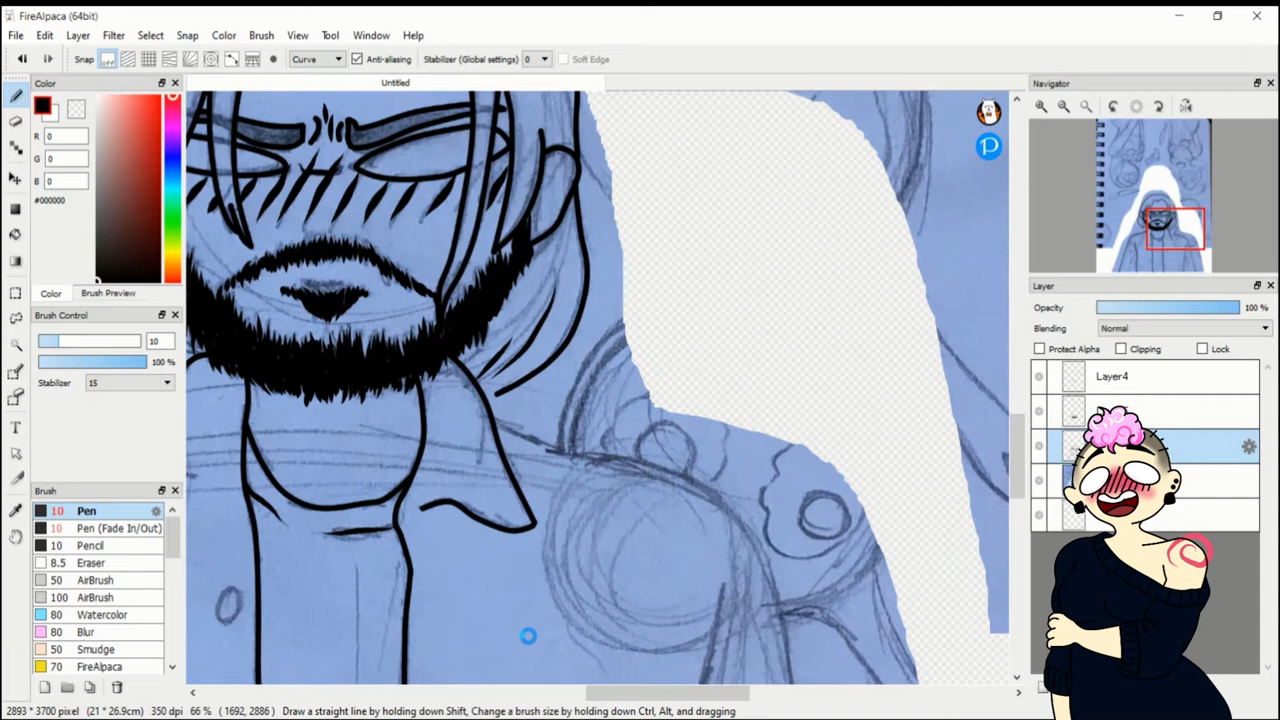 FireAlpaca (64bit)
File Edit Layer Filter Select Snap Color Brush View Tool Window Help
Snap off Curve Anti-aliasing Stabilizer (Global settings) 0 Soft Edge
Color
Untitled
Navigator
R 0
G 0
B 0
#000000
Color Brush Preview
Brush Control
10
100 %
Stabilizer 15
Brush
10 Pen
10 Pen (Fade In/Out)
10 Pencil
8.5 Eraser
50 AirBrush
100 AirBrush
80 Watercolor
80 Blur
50 Smudge
70 FireAlpaca
P
Layer
Opacity 100 %
Blending Normal
Protect Alpha Clipping Lock
Layer4
2893 * 3700 pixel (21 * 26.9cm) 350 dpi 66 % (1692, 2886) Draw a straight line by holding down Shift, Change a brush size by holding down Ctrl, Alt, and dragging